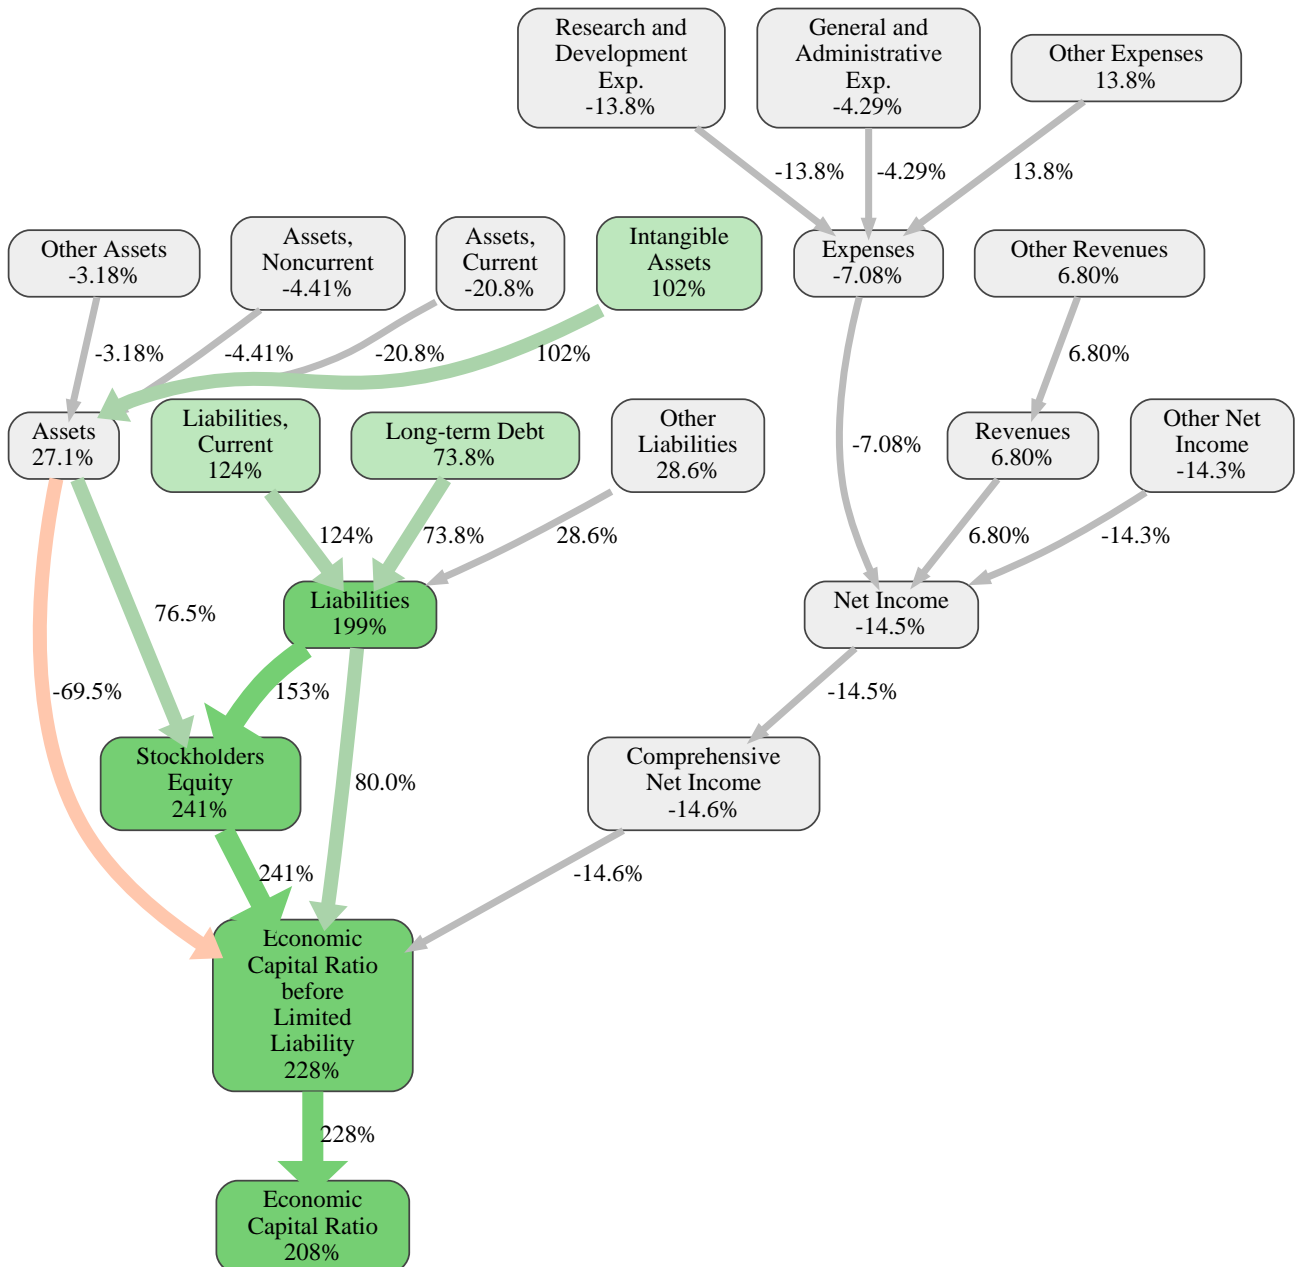 Research and
Development
Exp.
-13.8%
General and
Administrative
Exp.
-4.29%
Other Expenses
13.8%
-13.8%
-4.29%
13.8%
Other Assets
-3.18%
Assets,
Noncurrent
-4.41%
Assets,
Current
-20.8%
Intangible
Assets
102%
Expenses
-7.08%
Other Revenues
6.80%
-3.18%
-4.41%
-20.8%
102%
6.80%
Assets
27.1%
Liabilities,
Current
124%
Long-term Debt
73.8%
Other
Liabilities
28.6%
-7.08%
Revenues
6.80%
Other Net
Income
-14.3%
124%
73.8%
28.6%
6.80%
-14.3%
76.5%
Liabilities
199%
Net Income
-14.5%
-69.5%
153%
-14.5%
Stockholders
Equity
241%
80.0%
Comprehensive
Net Income
-14.6%
241%
-14.6%
Economic
Capital Ratio
before
Limited
Liability
228%
228%
Economic
Capital Ratio
208%